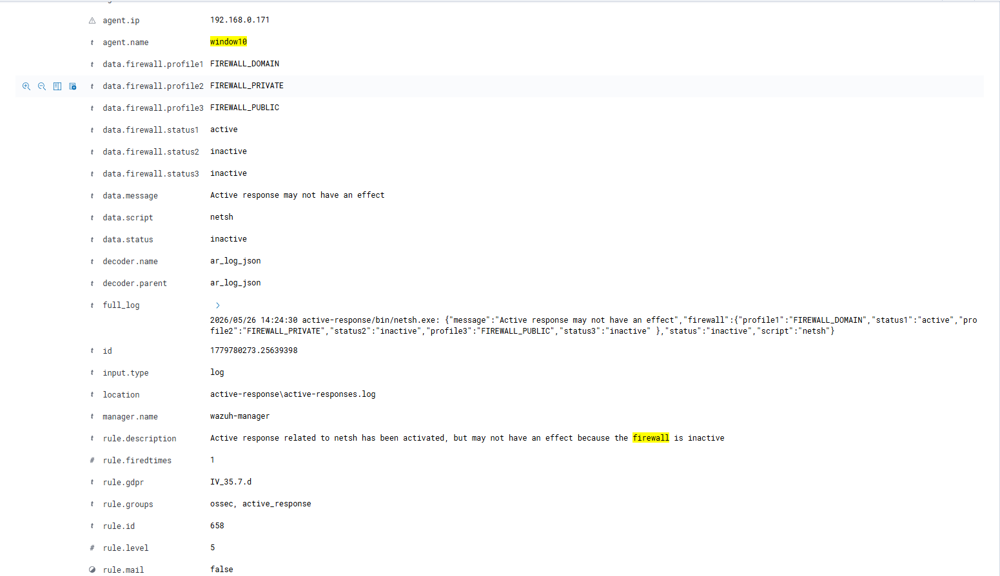 agent.ip 192.168.0.171
t agent.name window10
t data.firewall.profile1 FIREWALL_DOMAIN
t data.firewall.profile2 FIREWALL_PRIVATE
t data.firewall.profile3 FIREWALL_PUBLIC
t data.firewall.status1 active
t data.firewall.status2 inactive
t data.firewall.status3 inactive
t data.message Active response may not have an effect
t data.script netsh
t data.status inactive
t decoder.name ar_log_json
t decoder.parent ar_log_json
t full_log
2026/05/26 14:24:30 active-response/bin/netsh.exe: {"message":"Active response may not have an effect","firewall":{"profile1":"FIREWALL_DOMAIN","status1":"active","pro
file2":"FIREWALL_PRIVATE","status2":"inactive","profile3":"FIREWALL_PUBLIC","status3":"inactive" },"status":"inactive","script":"netsh"}
t id 1779780273.25639398
t input.type log
t location active-response\active-responses.log
t manager.name wazuh-manager
t rule.description Active response related to netsh has been activated, but may not have an effect because the firewall is inactive
# rule.firedtimes 1
t rule.gdpr IV_35.7.d
t rule.groups ossec, active_response
t rule.id 658
# rule.level 5
rule.mail false